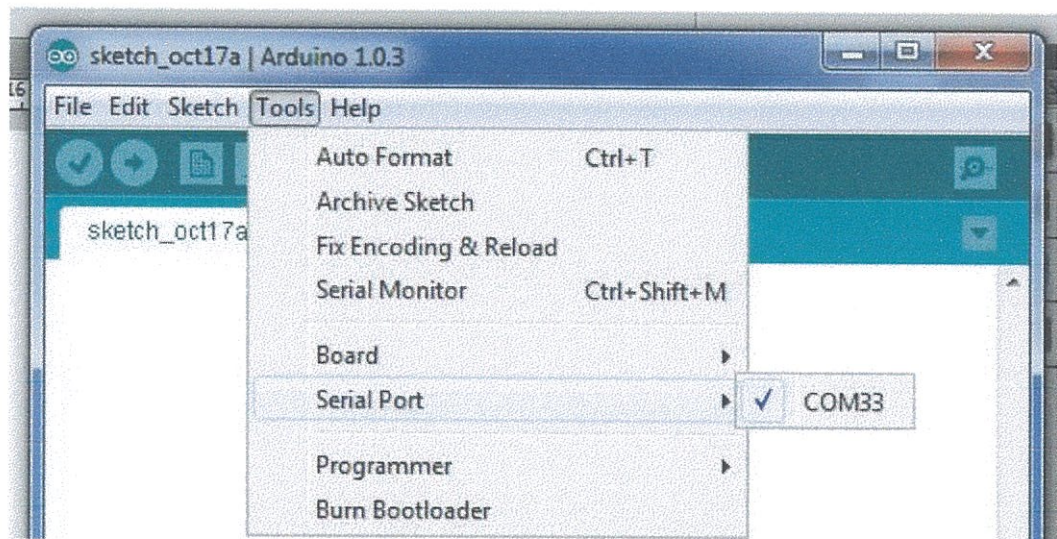 sketch_oct17a | Arduino 1.0.3
16
File Edit Sketch Tools Help
sketch_oct17a
Auto Format Ctrl+T
Archive Sketch
Fix Encoding & Reload
Serial Monitor Ctrl+Shift+M
Board
Serial Port
COM33
Programmer
Burn Bootloader